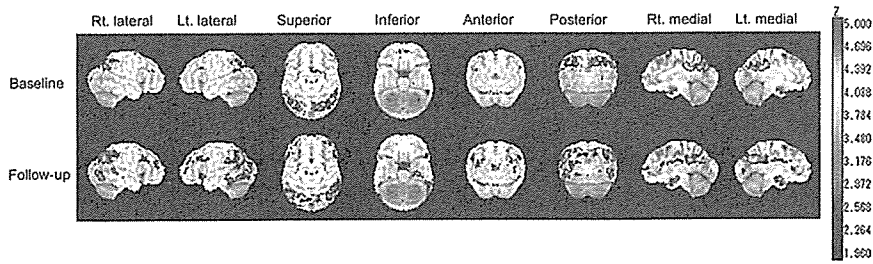 Rt. lateral Lt. lateral Superior Inferior Anterior Posterior Rt. medial Lt. medial
Baseline
Follow-up
Z
5.000
4.696
4.392
4.088
3.784
3.480
3.176
2.872
2.568
2.264
1.960